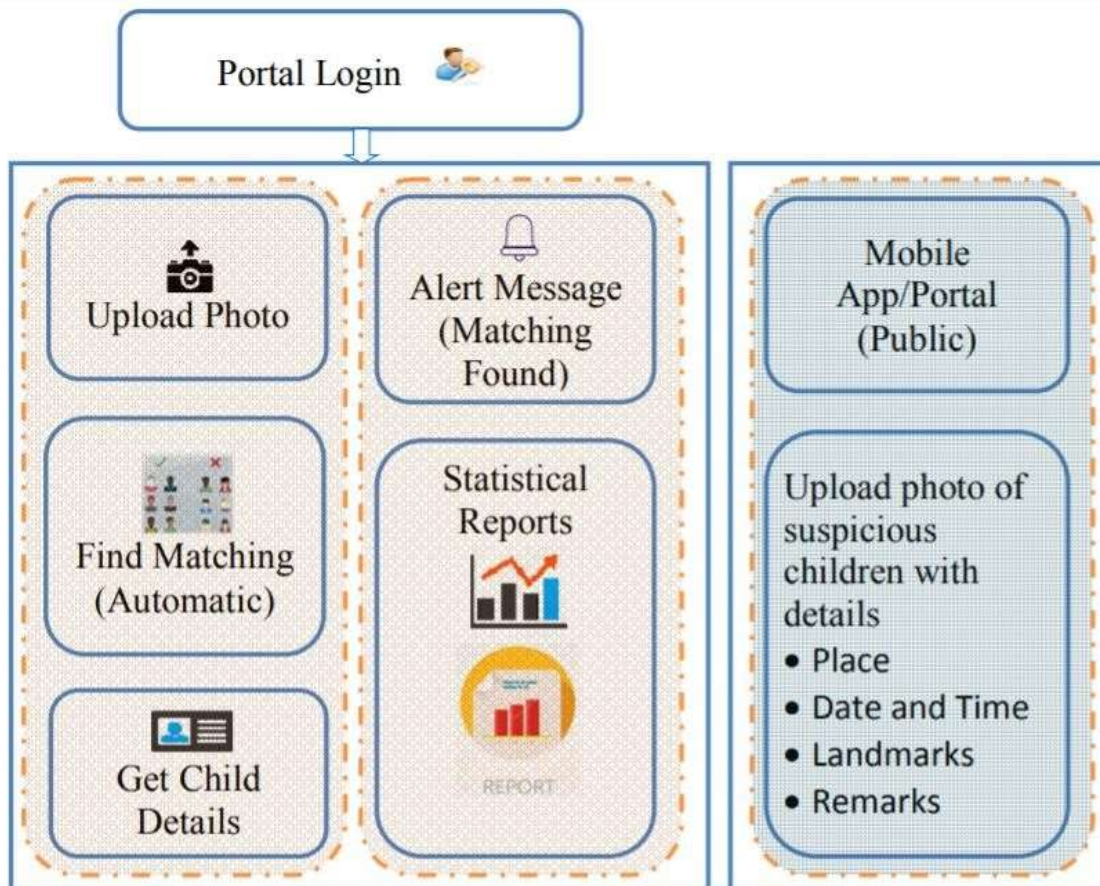 Portal Login
Upload Photo
Find Matching
(Automatic)
Get Child
Details
Alert Message
(Matching
Found)
Statistical
Reports
REPORT
Mobile
App/Portal
(Public)
Upload photo of
suspicious
children with
details
• Place
• Date and Time
• Landmarks
• Remarks